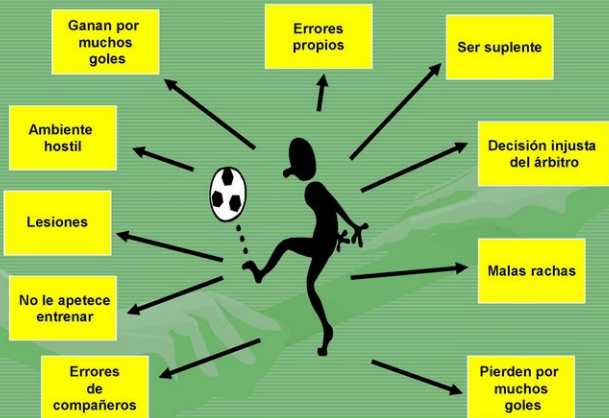 Ganan por
muchos
goles
Errores
propios
Ser suplente
Ambiente
hostil
Decisión injusta
del árbitro
Lesiones
Malas rachas
No le apetece
entrenar
Errores
de
compañeros
Pierden por
muchos
goles